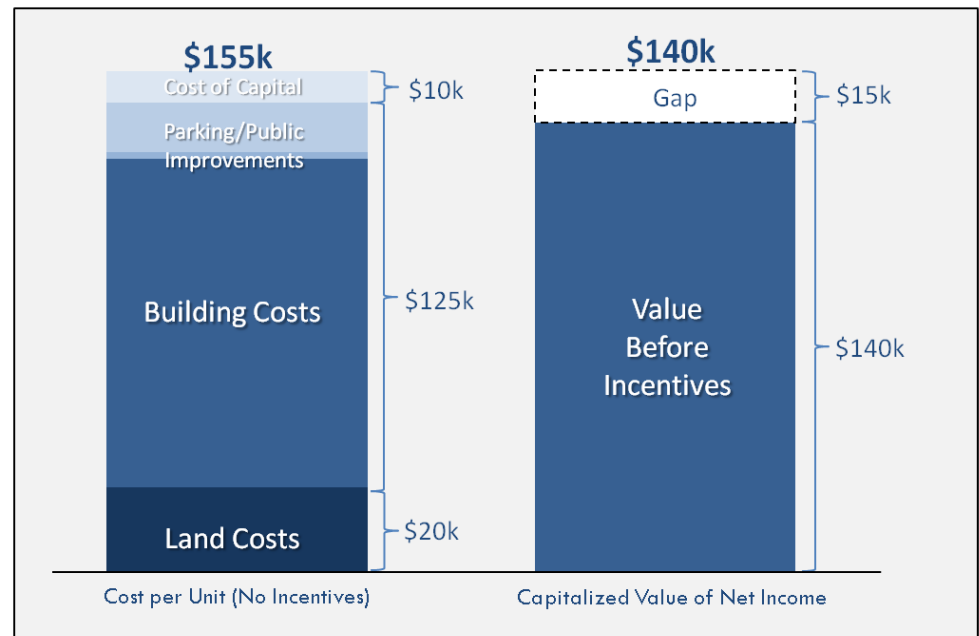 $155k
Cost of Capital
$10k
Parking/Public
Improvements
Building Costs
$125k
Land Costs
$20k
Cost per Unit (No Incentives)
$140k
Gap
$15k
Value
Before
Incentives
$140k
Capitalized Value of Net Income